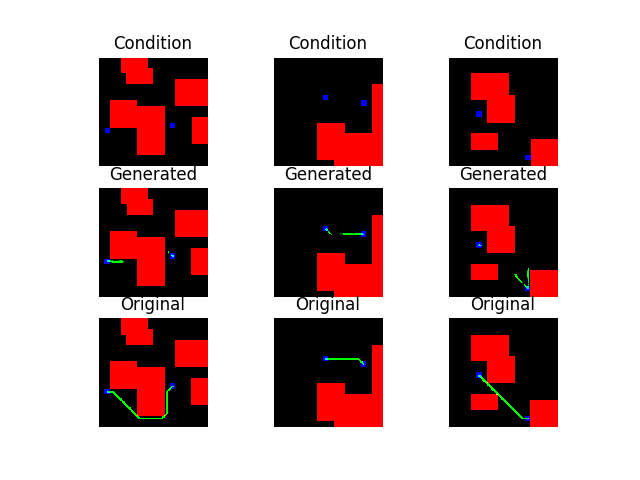 Condition Condition Condition
Generated Generated Generated
Original Original Original